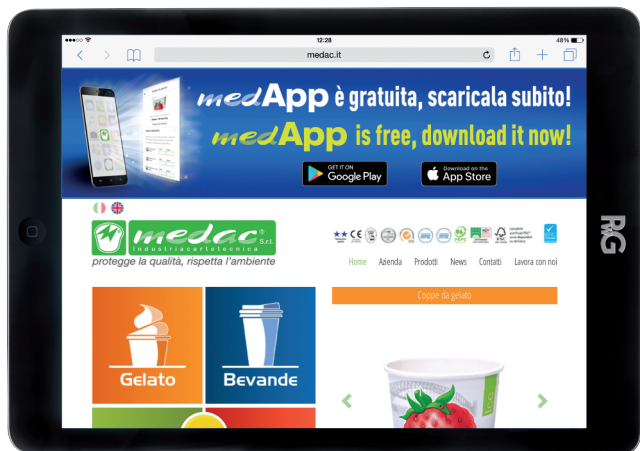 12:28
48%
medac.it
medApp è gratuita, scaricala subito!
medApp is free, download it now!
GET IT ON
Google Play
Download on the
App Store
medac S.r.l.
Industriacartotecnica
protegge la qualità, rispetta l'ambiente
Home Azienda Prodotti News Contatti Lavora con noi
Coppe da gelato
Gelato
Bevande
RG